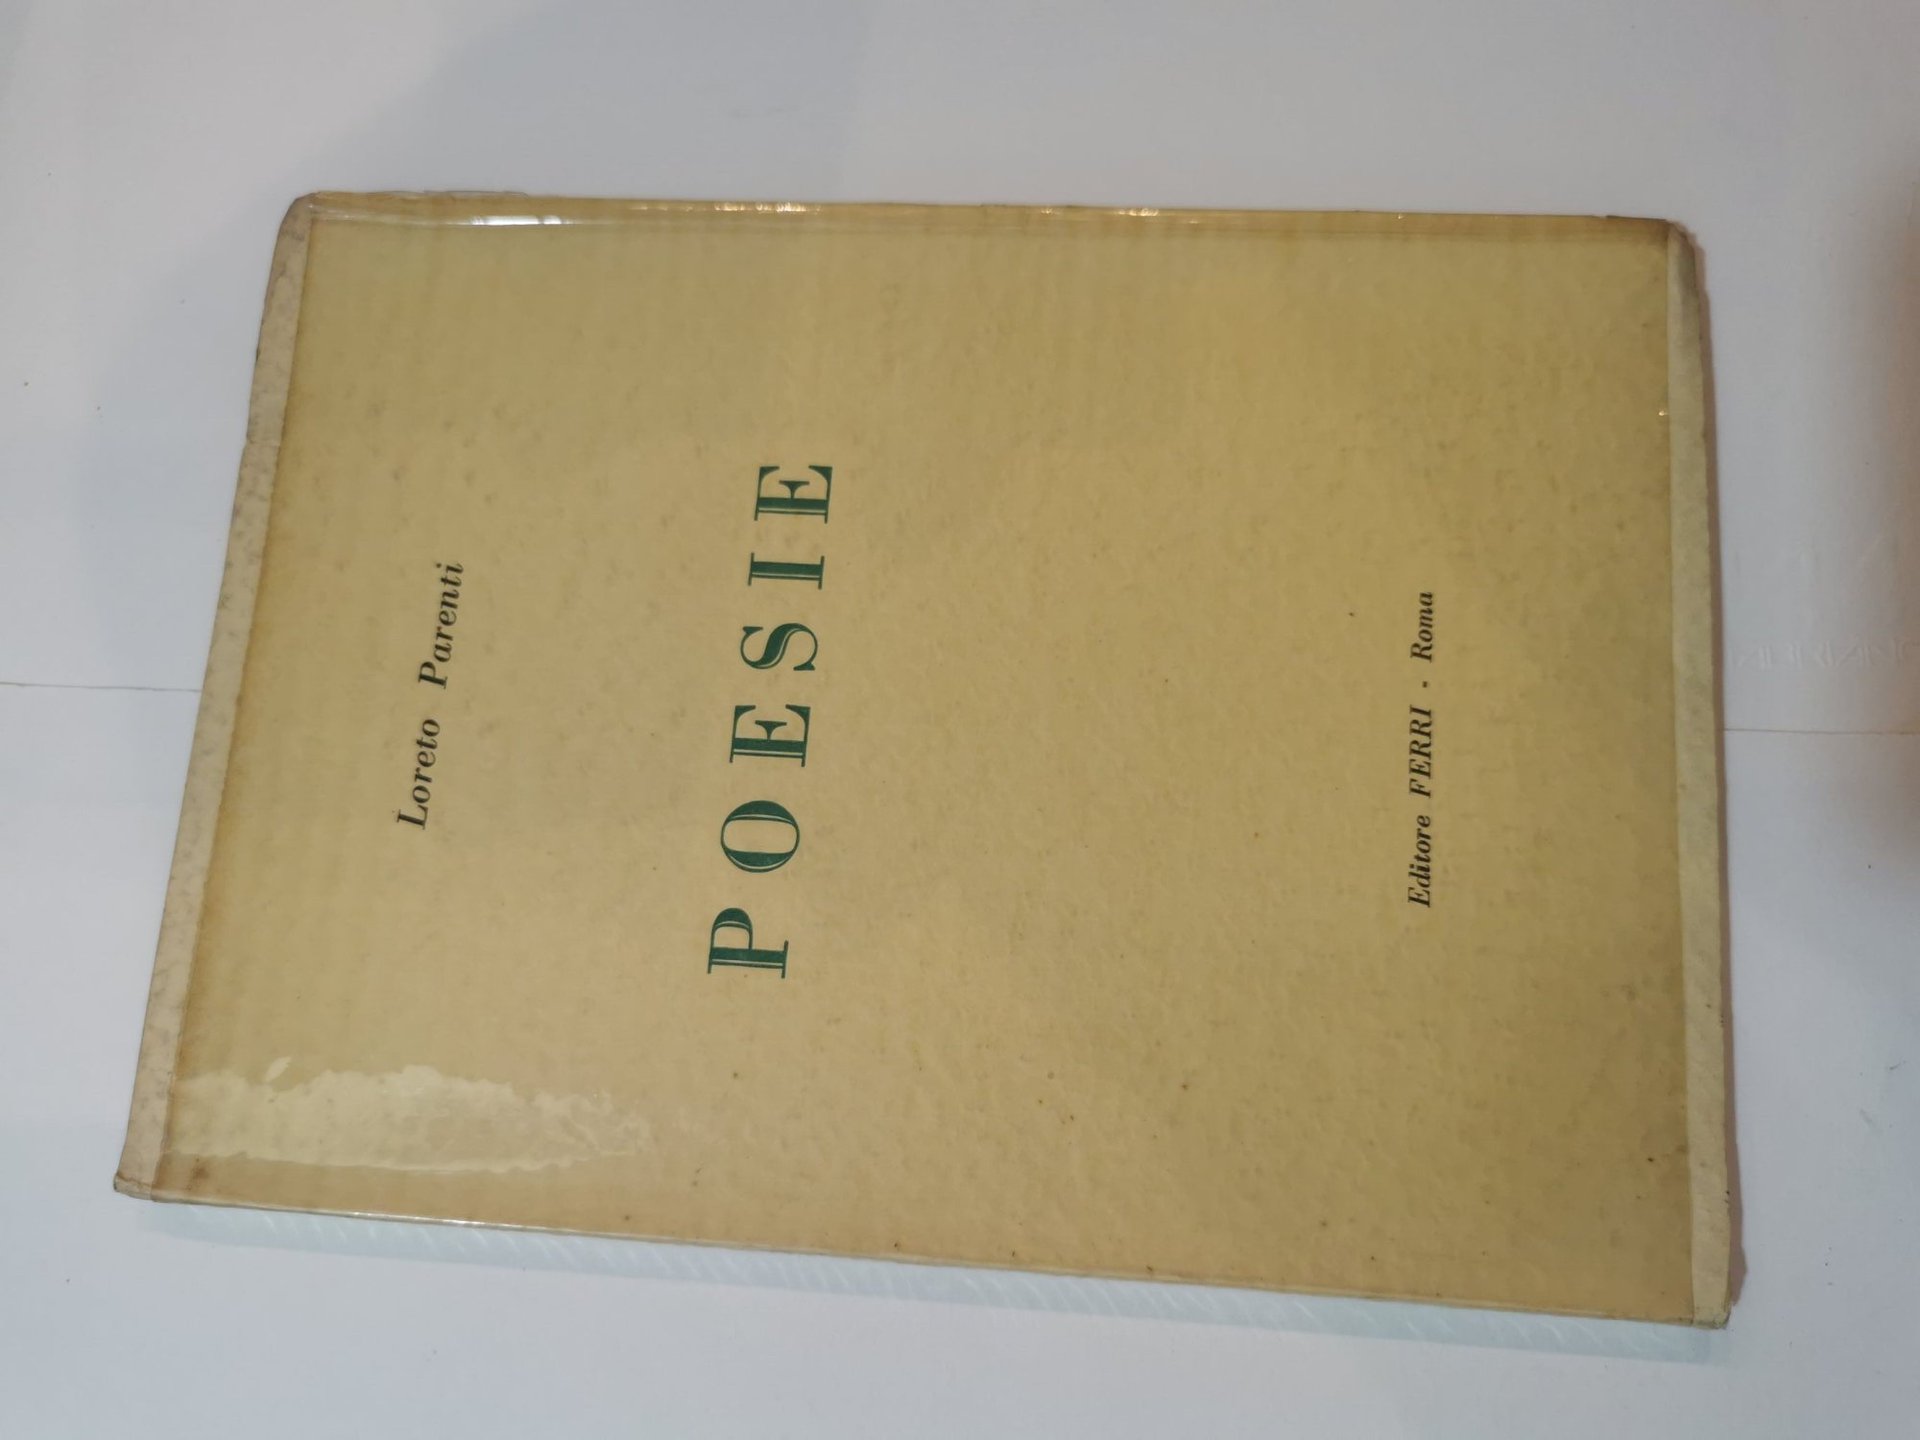 Loreto Parenti
POESIE
Editore FERRI - Roma